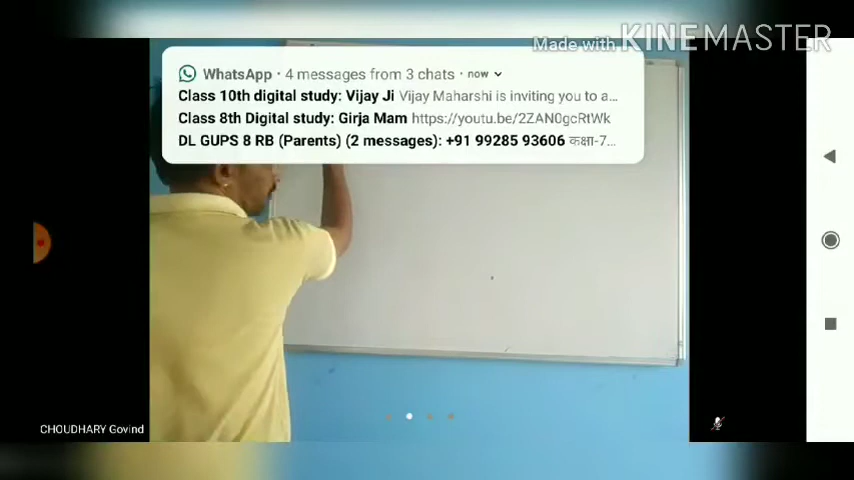 Made with KINEMASTER
WhatsApp · 4 messages from 3 chats · now
Class 10th digital study: Vijay Ji Vijay Maharshi is inviting you to a...
Class 8th Digital study: Girja Mam https://youtu.be/2ZAN0gcRtWk
DL GUPS 8 RB (Parents) (2 messages): +91 99285 93606 कक्षा-7...
CHOUDHARY Govind